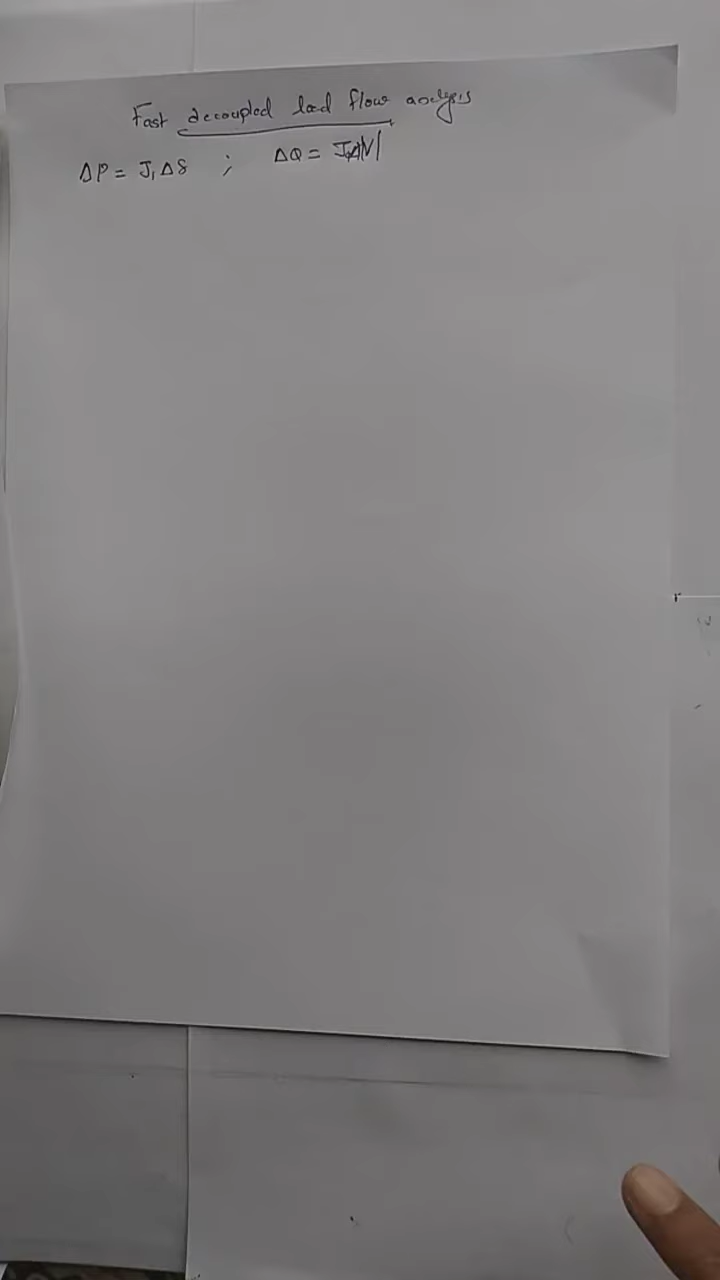 Fast decoupled load flow analysis
ΔP = J₁ Δδ ; ΔQ = J₄Δ|V|